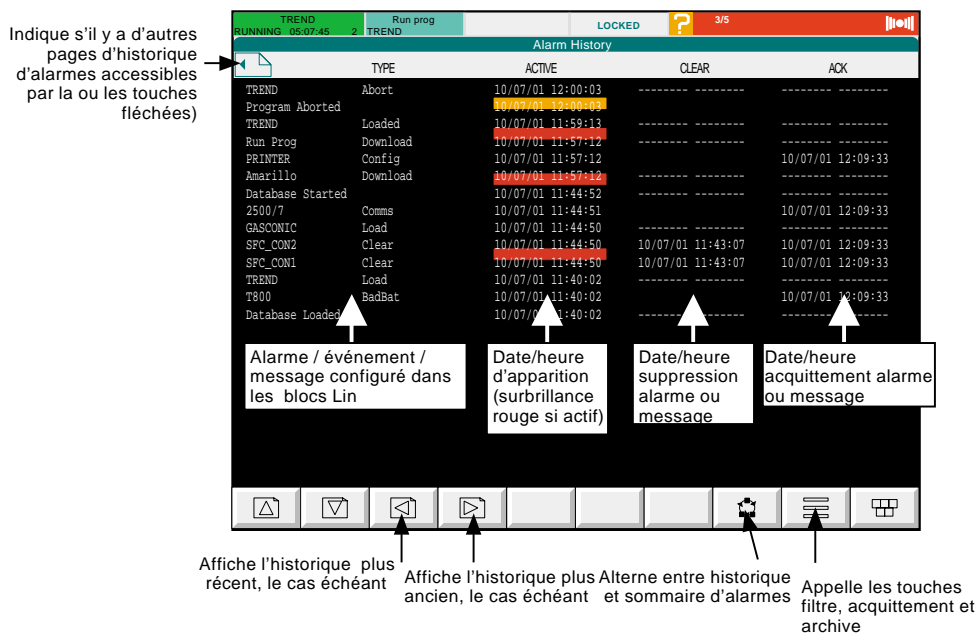 TREND Run prog LOCKED ? 3/5
RUNNING 05:07:45 2 TREND
Alarm History
TYPE ACTIVE CLEAR ACK
TREND Abort 10/07/01 12:00:03 -------- -------- -------- --------
Program Aborted 10/07/01 12:00:03
TREND Loaded 10/07/01 11:59:13 -------- -------- -------- --------
Run Prog Download 10/07/01 11:57:12 -------- -------- -------- --------
PRINTER Config 10/07/01 11:57:12 10/07/01 12:09:33
Amarillo Download 10/07/01 11:57:12 -------- -------- -------- --------
Database Started 10/07/01 11:44:52 -------- -------- -------- --------
2500/7 Comms 10/07/01 11:44:51 10/07/01 12:09:33
GASCONIC Load 10/07/01 11:44:50 -------- -------- -------- --------
SFC_CON2 Clear 10/07/01 11:44:50 10/07/01 11:43:07 10/07/01 12:09:33
SFC_CON1 Clear 10/07/01 11:44:50 10/07/01 11:43:07 10/07/01 12:09:33
TREND Load 10/07/01 11:40:02 -------- -------- -------- --------
T800 BadBat 10/07/01 11:40:02 10/07/01 12:09:33
Database Loaded 10/07/01 11:40:02 -------- -------- -------- --------
Indique s'il y a d'autres
pages d'historique
d'alarmes accessibles
par la ou les touches
fléchées)
Alarme / événement /
message configuré dans
les blocs Lin
Date/heure
d'apparition
(surbrillance
rouge si actif)
Date/heure
suppression
alarme ou
message
Date/heure
acquittement alarme
ou message
Affiche l'historique plus
récent, le cas échéant
Affiche l'historique plus
ancien, le cas échéant
Alterne entre historique
et sommaire d'alarmes
Appelle les touches
filtre, acquittement et
archive